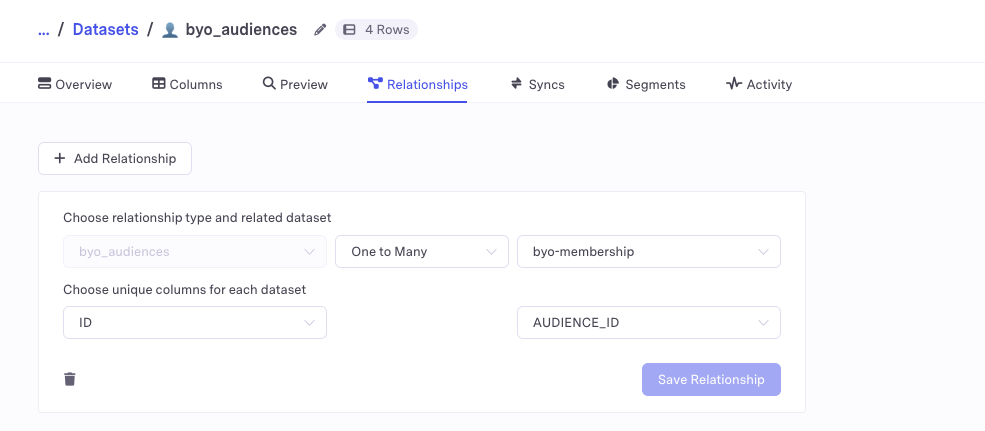 ... / Datasets / byo_audiences 4 Rows
Overview Columns Preview Relationships Syncs Segments Activity
+ Add Relationship
Choose relationship type and related dataset
byo_audiences One to Many byo-membership
Choose unique columns for each dataset
ID AUDIENCE_ID
Save Relationship